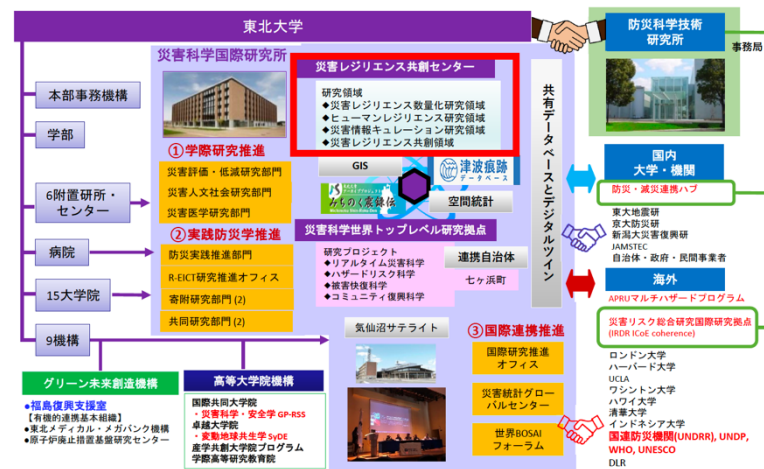 東北大学
防災科学技術
研究所
事務局
災害科学国際研究所
災害レジリエンス共創センター
研究領域
◆災害レジリエンス数量化研究領域
◆ヒューマンレジリエンス研究領域
◆災害情報キュレーション研究領域
◆災害レジリエンス共創領域
本部事務機構
学部
6附置研所・
センター
病院
15大学院
9機構
①学際研究推進
災害評価・低減研究部門
災害人文社会研究部門
災害医学研究部門
②実践防災学推進
防災実践推進部門
R-EICT研究推進オフィス
寄附研究部門 (2)
共同研究部門 (2)
GIS
津波痕跡
データベース
みちのく震録伝
空間統計
災害科学世界トップレベル研究拠点
研究プロジェクト
◆リアルタイム災害科学
◆ハザードリスク科学
◆被害快復科学
◆コミュニティ復興科学
連携自治体
七ヶ浜町
共有データベースとデジタルツイン
国内
大学・機関
防災・減災連携ハブ
東大地震研
京大防災研
新潟大災害復興研
JAMSTEC
自治体・政府・民間事業者
海外
APRUマルチハザードプログラム
災害リスク総合研究国際研究拠点
(IRDR ICoE coherence)
ロンドン大学
ハーバード大学
UCLA
ワシントン大学
ハワイ大学
清華大学
インドネシア大学
国連防災機関(UNDRR), UNDP,
WHO, UNESCO
DLR
気仙沼サテライト
③国際連携推進
国際研究推進
オフィス
災害統計グロー
バルセンター
世界BOSAI
フォーラム
グリーン未来創造機構
●福島復興支援室
【有機的連携基本組織】
●東北メディカル・メガバンク機構
●原子炉廃止措置基盤研究センター
高等大学院機構
国際共同大学院
・災害科学・安全学 GP-RSS
卓越大学院
・変動地球共生学 SyDE
産学共創大学院プログラム
学際高等研究教育院